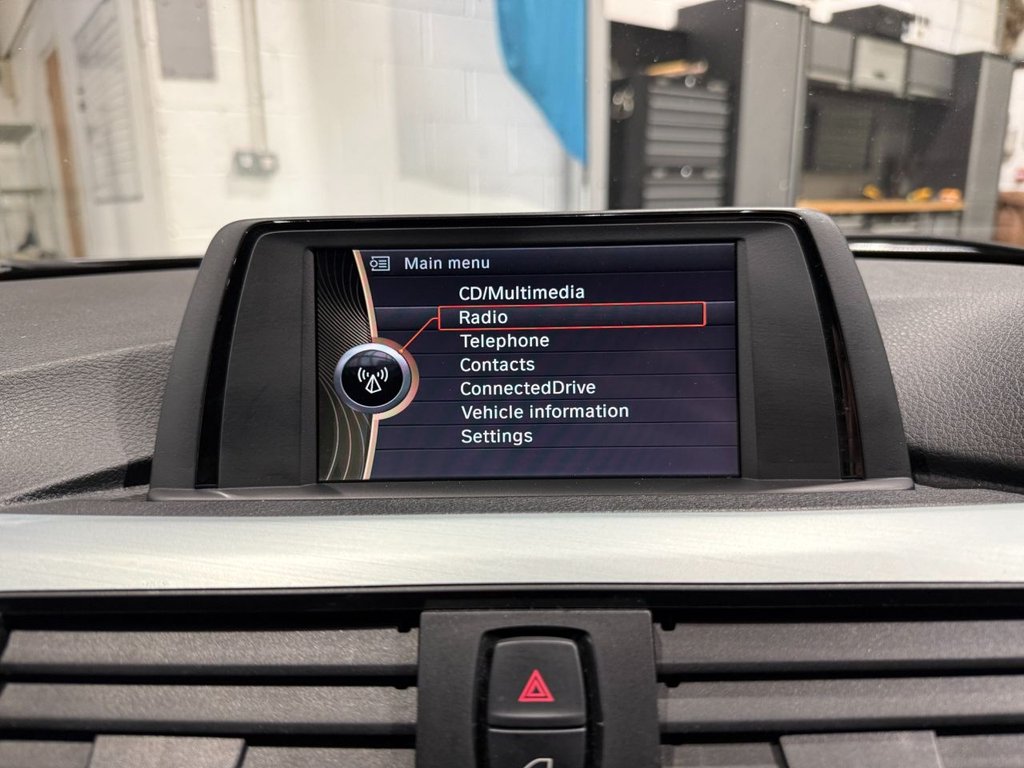 Main menu
CD/Multimedia
Radio
Telephone
Contacts
ConnectedDrive
Vehicle information
Settings